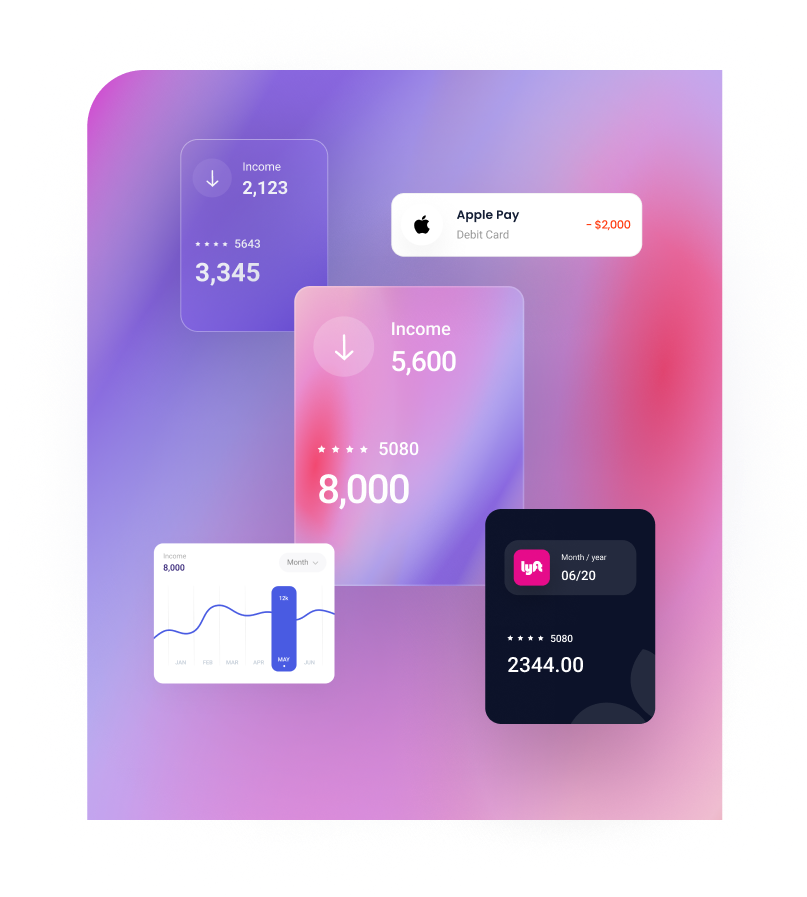 Income
2,123
★ ★ ★ ★ 5643
3,345
Apple Pay
Debit Card
- $2,000
Income
5,600
★ ★ ★ ★ 5080
8,000
Income
8,000
Month
12k
JAN FEB MAR APR MAY JUN
lyft
Month / year
06/20
★ ★ ★ ★ 5080
2344.00